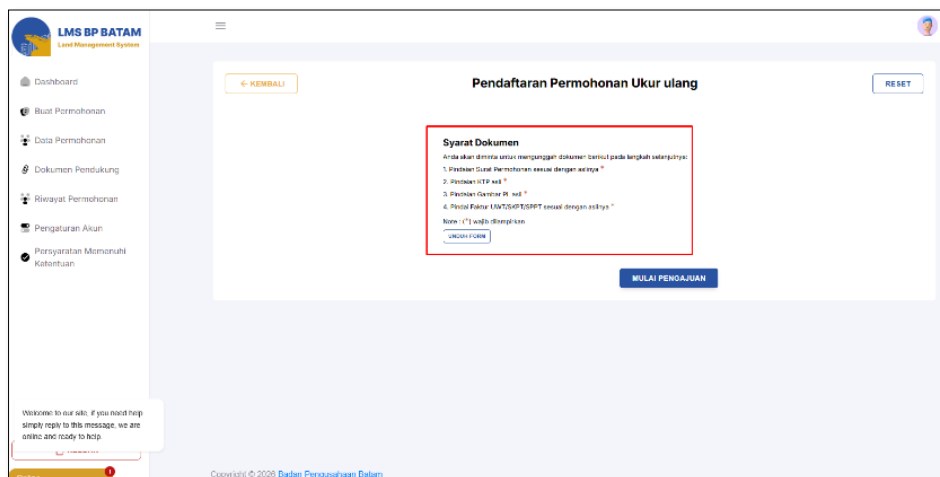 LMS BP BATAM
Land Management System
Dashboard
Buat Permohonan
Data Permohonan
Dokumen Pendukung
Riwayat Permohonan
Pengaturan Akun
Persyaratan Memenuhi
Ketentuan
← KEMBALI
Pendaftaran Permohonan Ukur ulang
RESET
Syarat Dokumen
Anda akan diminta untuk mengunggah dokumen berikut pada langkah selanjutnya:
1. Pindaian Surat Permohonan sesuai dengan aslinya *
2. Pindaian KTP asli *
3. Pindaian Gambar PL asli *
4. Pindai Faktur UWT/SKPT/SPPT sesuai dengan aslinya *
Note : (*) wajib dilampirkan
UNDUH FORM
MULAI PENGAJUAN
Welcome to our site, if you need help
simply reply to this message, we are
online and ready to help.
1
Copyright © 2026 Badan Pengusahaan Batam